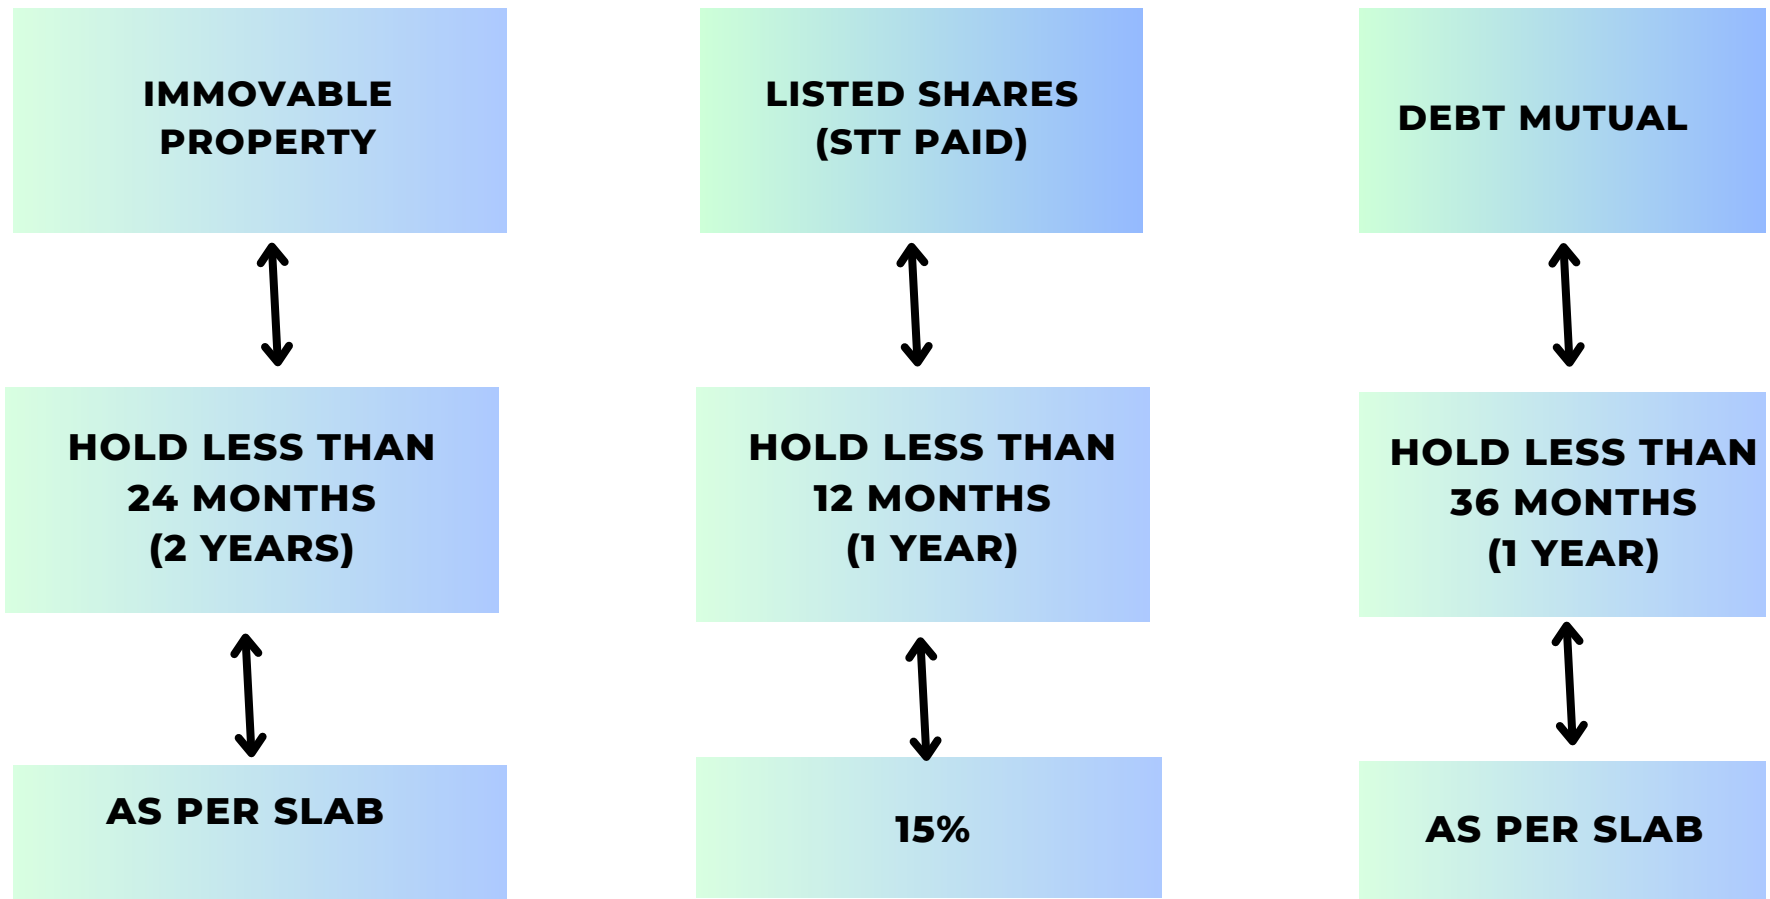 IMMOVABLE
PROPERTY
HOLD LESS THAN
24 MONTHS
(2 YEARS)
AS PER SLAB
LISTED SHARES
(STT PAID)
HOLD LESS THAN
12 MONTHS
(1 YEAR)
15%
DEBT MUTUAL
HOLD LESS THAN
36 MONTHS
(1 YEAR)
AS PER SLAB